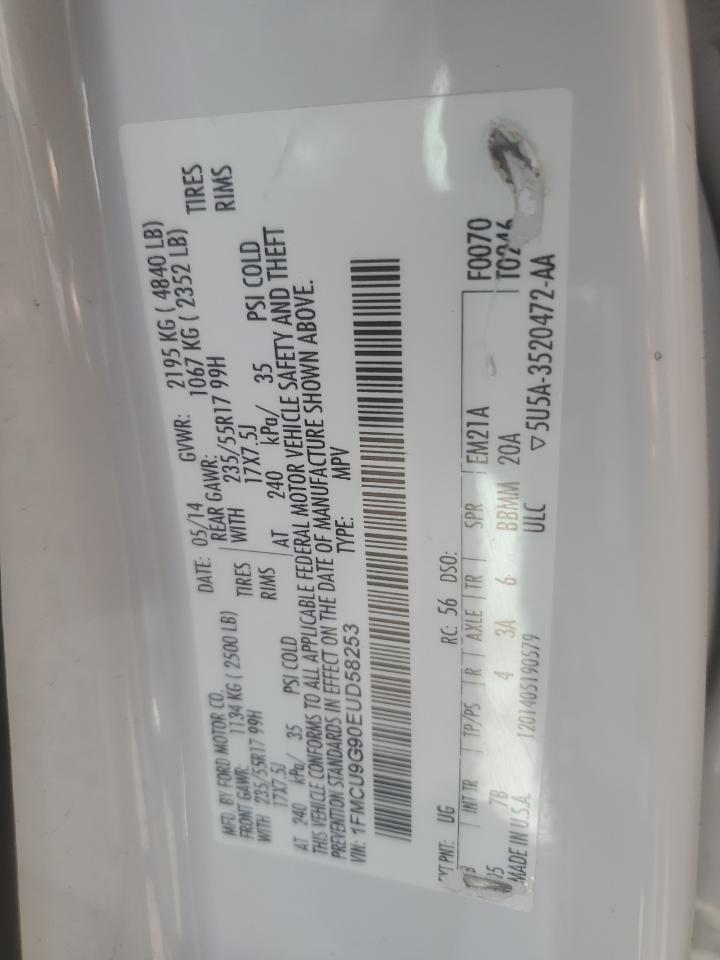 MFD. BY FORD MOTOR CO.
DATE: 05/14 GVWR: 2195 KG ( 4840 LB)
FRONT GAWR: 1134 KG ( 2500 LB) REAR GAWR: 1067 KG ( 2352 LB)
WITH 235/55R17 99H TIRES WITH 235/55R17 99H TIRES
17X7.5J RIMS 17X7.5J RIMS
AT 240 kPa/ 35 PSI COLD AT 240 kPa/ 35 PSI COLD
THIS VEHICLE CONFORMS TO ALL APPLICABLE FEDERAL MOTOR VEHICLE SAFETY AND THEFT
PREVENTION STANDARDS IN EFFECT ON THE DATE OF MANUFACTURE SHOWN ABOVE.
VIN: 1FMCU9G90EUD58253 TYPE: MPV
EXT PNT: UG RC: 56 DSO: F0070
INT TR TP/PS R AXLE TR SPR EM21A T0246
7B 4 3A 6 BBMM 20A
MADE IN U.S.A. 1201405190579 ULC ▽5U5A-3520472-AA